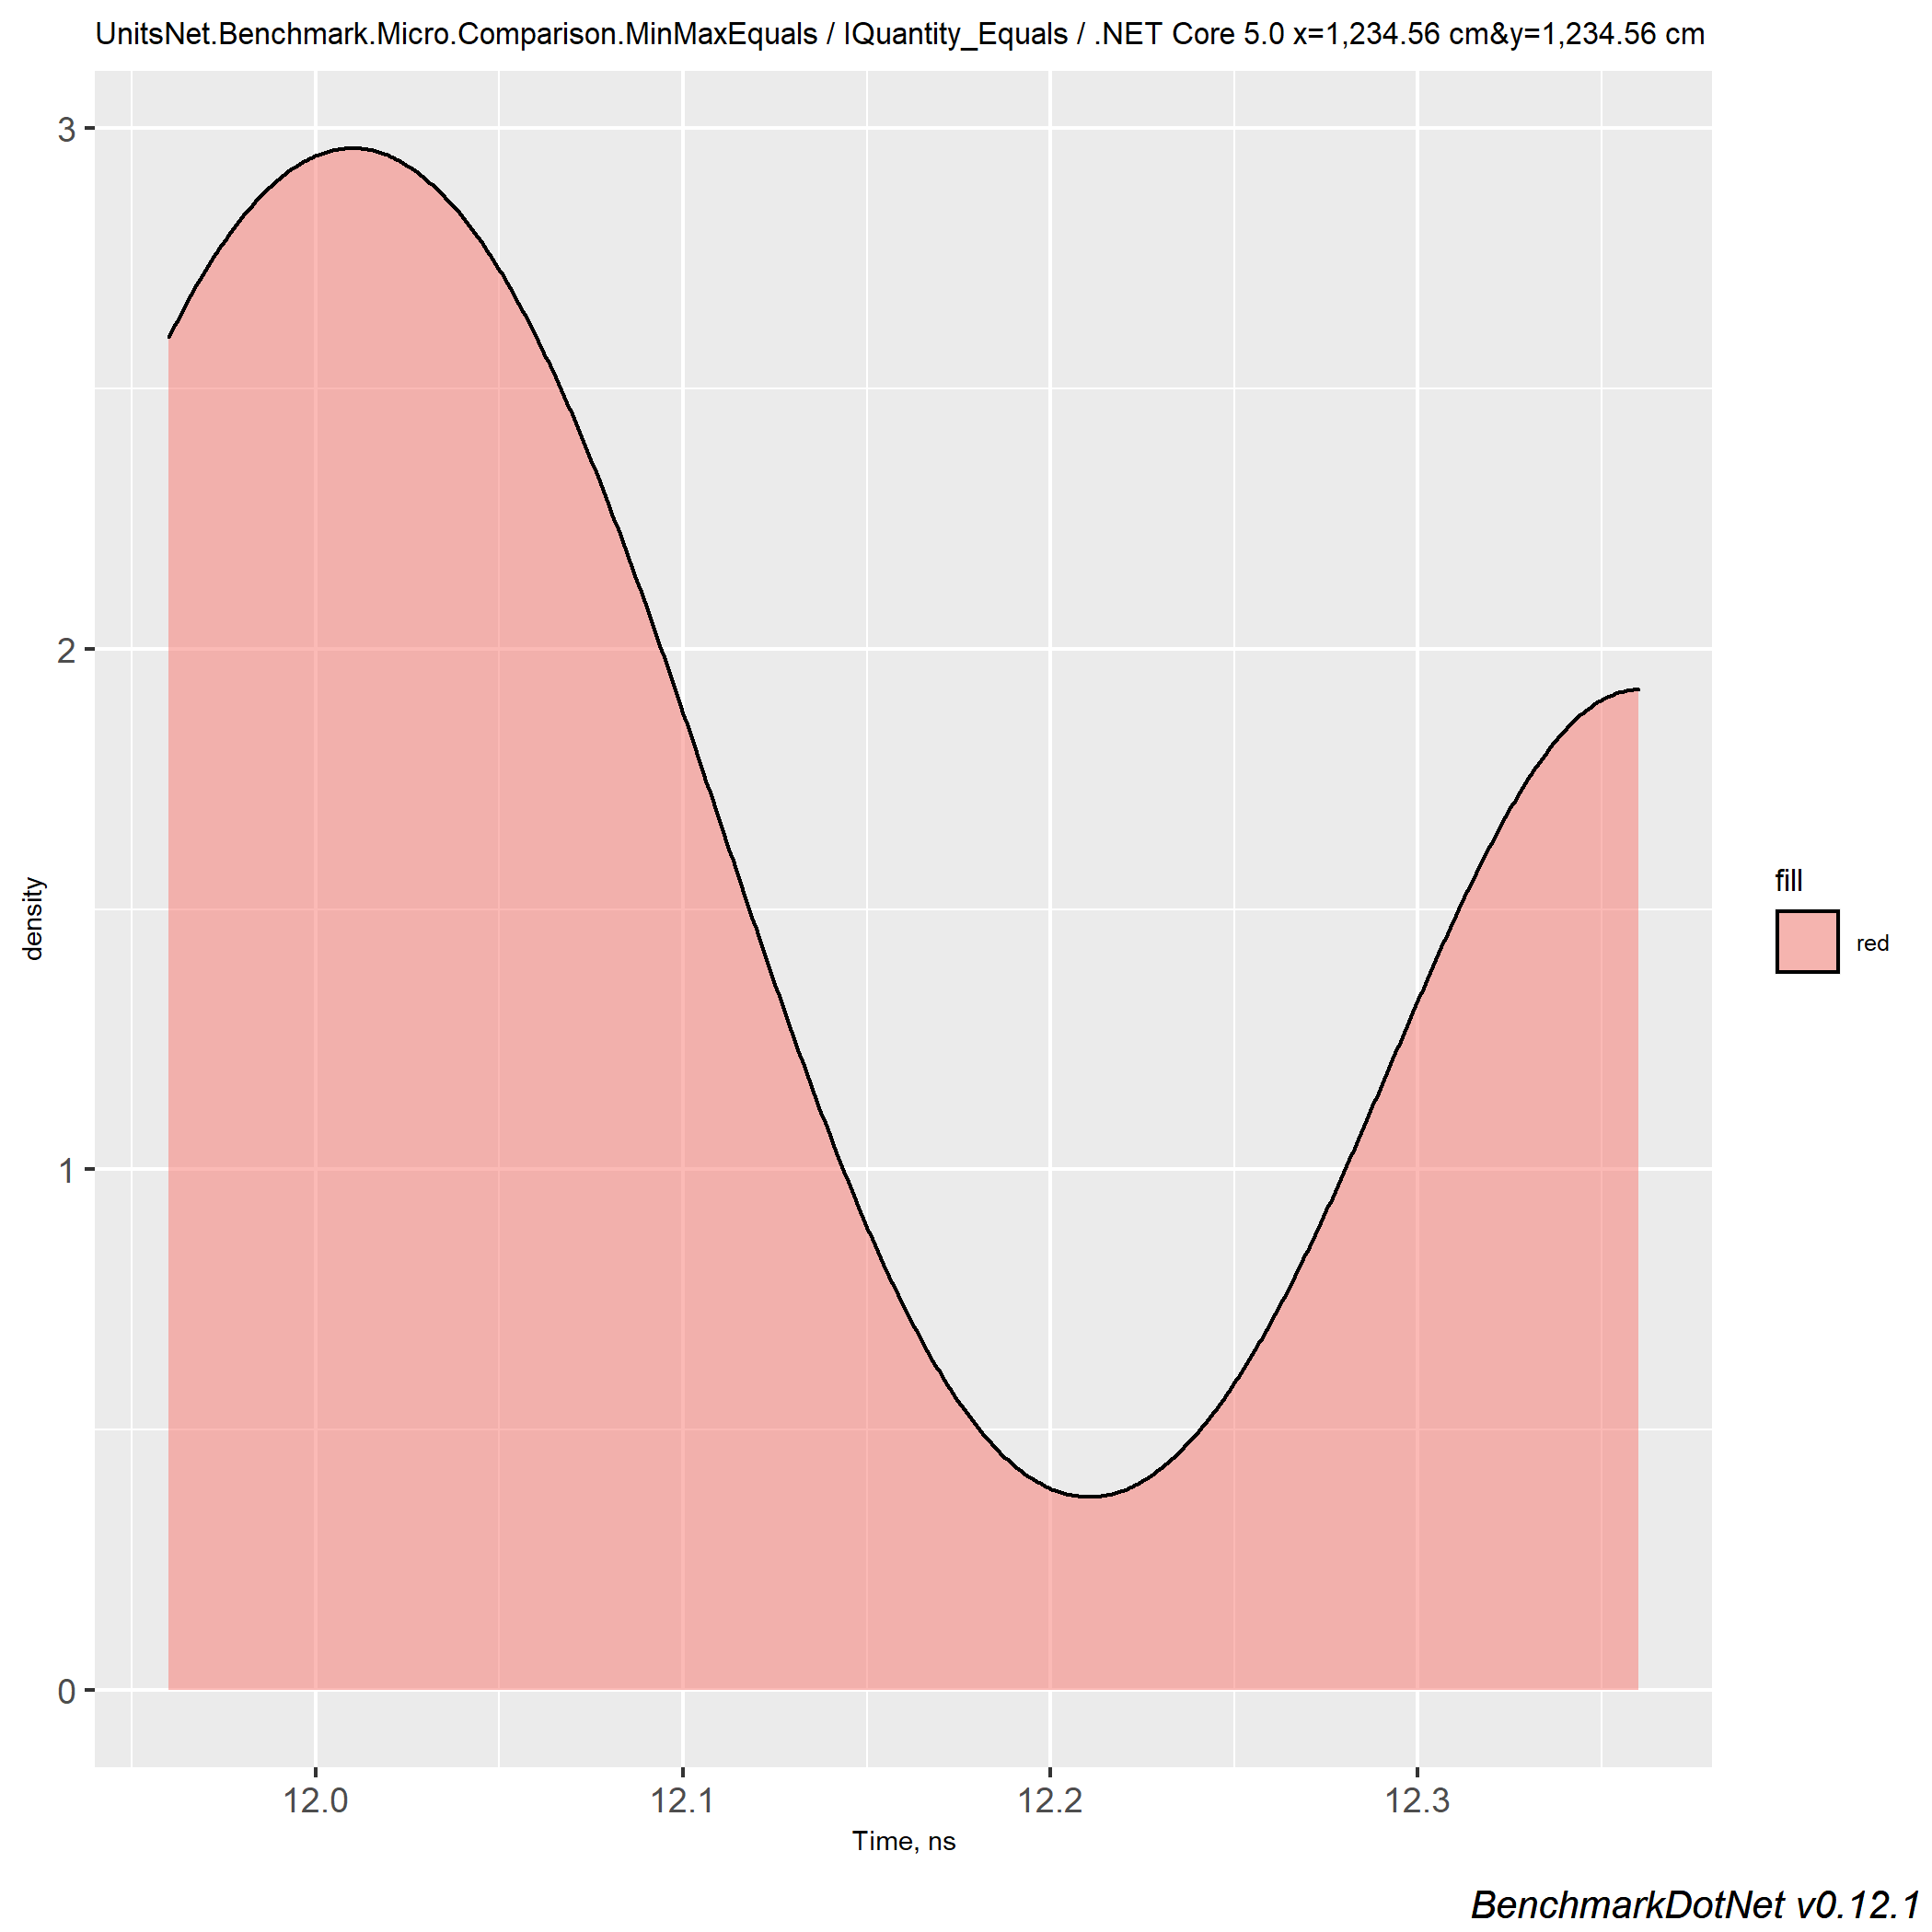 UnitsNet.Benchmark.Micro.Comparison.MinMaxEquals / IQuantity_Equals / .NET Core 5.0 x=1,234.56 cm&y=1,234.56 cm
3
2
1
0
density
12.0 12.1 12.2 12.3
Time, ns
fill
red
BenchmarkDotNet v0.12.1